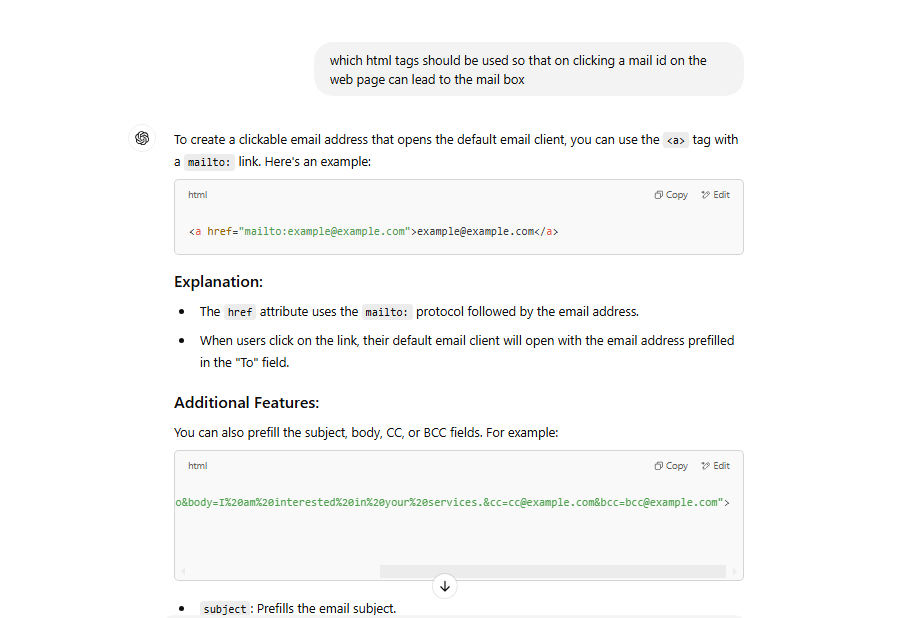 which html tags should be used so that on clicking a mail id on the
web page can lead to the mail box
To create a clickable email address that opens the default email client, you can use the <a> tag with
a mailto: link. Here's an example:
html
Copy
Edit
<a href="mailto:example@example.com">example@example.com</a>
Explanation:
• The href attribute uses the mailto: protocol followed by the email address.
• When users click on the link, their default email client will open with the email address prefilled
in the "To" field.
Additional Features:
You can also prefill the subject, body, CC, or BCC fields. For example:
html
Copy
Edit
o&body=I%20am%20interested%20in%20your%20services.&cc=cc@example.com&bcc=bcc@example.com">
• subject: Prefills the email subject.